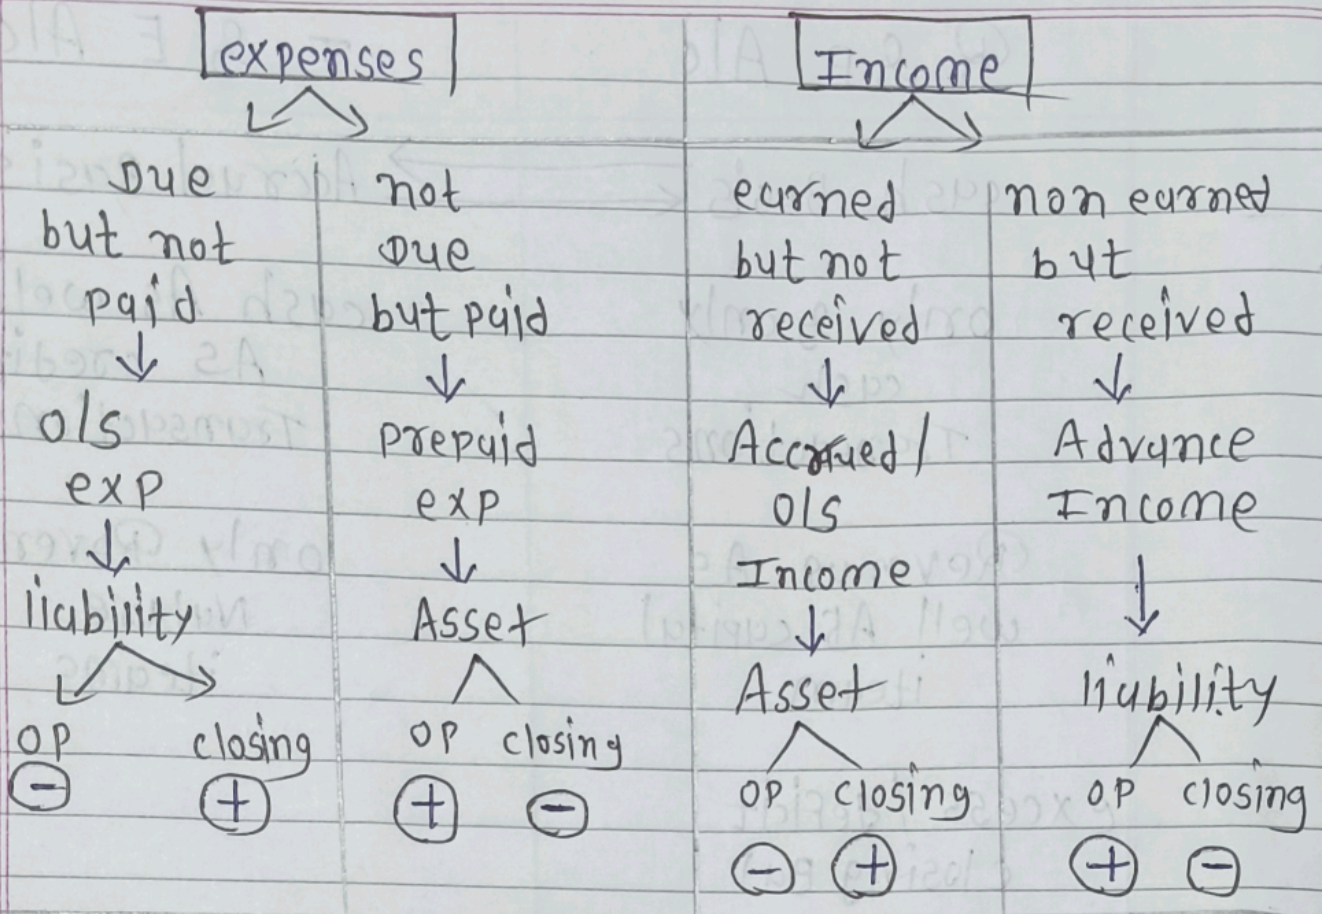 expenses
Due
but not
paid
↓
o/s
exp
↓
liability
OP closing
- +
not
Due
but paid
↓
prepaid
exp
↓
Asset
OP closing
+ -
Income
earned
but not
received
↓
Accrued/
o/s
Income
↓
Asset
OP closing
- +
non earned
but
received
↓
Advance
Income
↓
liability
OP closing
+ -